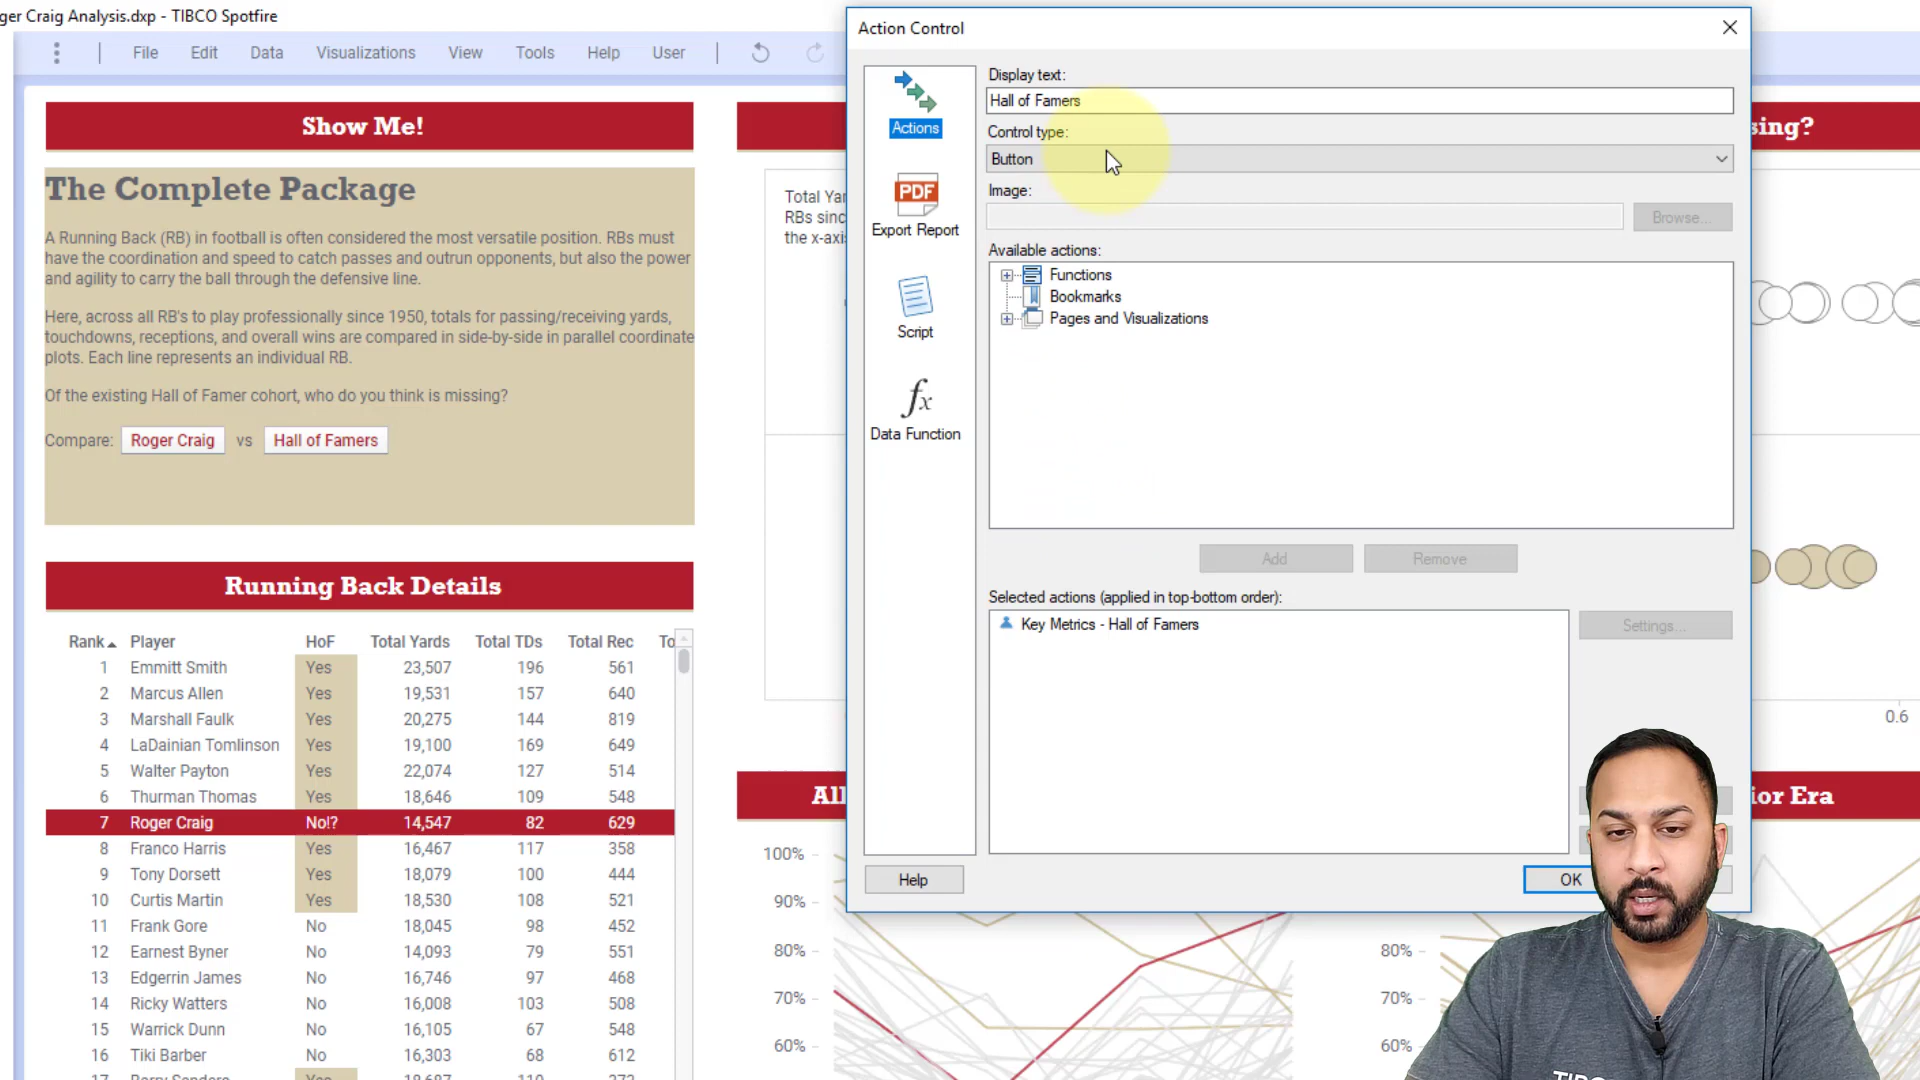 ger Craig Analysis.dxp - TIBCO Spotfire
File Edit Data Visualizations View Tools Help User
Show Me!
The Complete Package
A Running Back (RB) in football is often considered the most versatile position. RBs must
have the coordination and speed to catch passes and outrun opponents, but also the power
and agility to carry the ball through the defensive line.
Here, across all RB's to play professionally since 1950, totals for passing/receiving yards,
touchdowns, receptions, and overall wins are compared in side-by-side in parallel coordinate
plots. Each line represents an individual RB.
Of the existing Hall of Famer cohort, who do you think is missing?
Compare: Roger Craig vs Hall of Famers
Running Back Details
Rank Player HoF Total Yards Total TDs Total Rec To
1 Emmitt Smith Yes 23,507 196 561
2 Marcus Allen Yes 19,531 157 640
3 Marshall Faulk Yes 20,275 144 819
4 LaDainian Tomlinson Yes 19,100 169 649
5 Walter Payton Yes 22,074 127 514
6 Thurman Thomas Yes 18,646 109 548
7 Roger Craig No!? 14,547 82 629
8 Franco Harris Yes 16,467 117 358
9 Tony Dorsett Yes 18,079 100 444
10 Curtis Martin Yes 18,530 108 521
11 Frank Gore No 18,045 98 452
12 Earnest Byner No 14,093 79 551
13 Edgerrin James No 16,746 97 468
14 Ricky Watters No 16,008 103 508
15 Warrick Dunn No 16,105 67 548
16 Tiki Barber No 16,303 68 612
Total Yar
RBs sinc
the x-axi
All
100%
90%
80%
70%
60%
Action Control
Actions
Export Report
PDF
Script
fx
Data Function
Display text:
Hall of Famers
Control type:
Button
Image:
Browse...
Available actions:
Functions
Bookmarks
Pages and Visualizations
Add Remove
Selected actions (applied in top-bottom order):
Key Metrics - Hall of Famers
Settings...
Help
OK
sing?
0.6
ior Era
80%
70%
60%